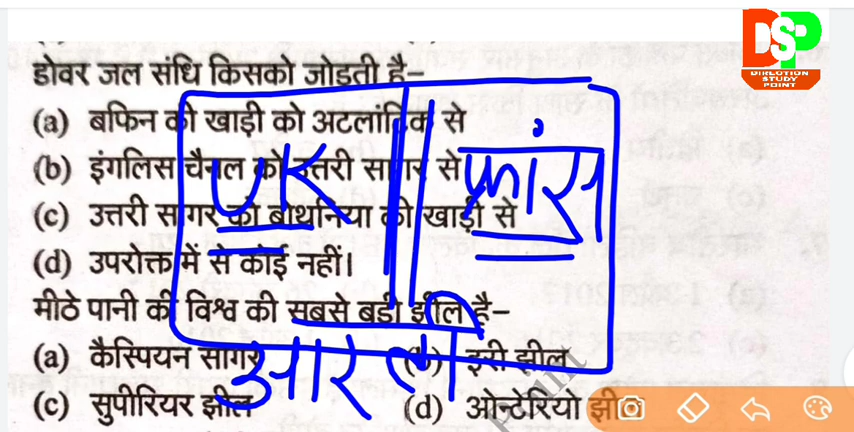 DSP
DIRECTION
STUDY
POINT
डोवर जल संधि किसको जोड़ती है–
(a) बफिन की खाड़ी को अटलांटिक से
(b) इंगलिस चैनल को उत्तरी सागर से
(c) उत्तरी सागर को बोथनिया की खाड़ी से
(d) उपरोक्त में से कोई नहीं।
UK फ्रांस
मीठे पानी की विश्व की सबसे बडी झील है–
(a) कैस्पियन सागर (b) इरी झील
(c) सुपीरियर झील (d) ओन्टेरियो झील